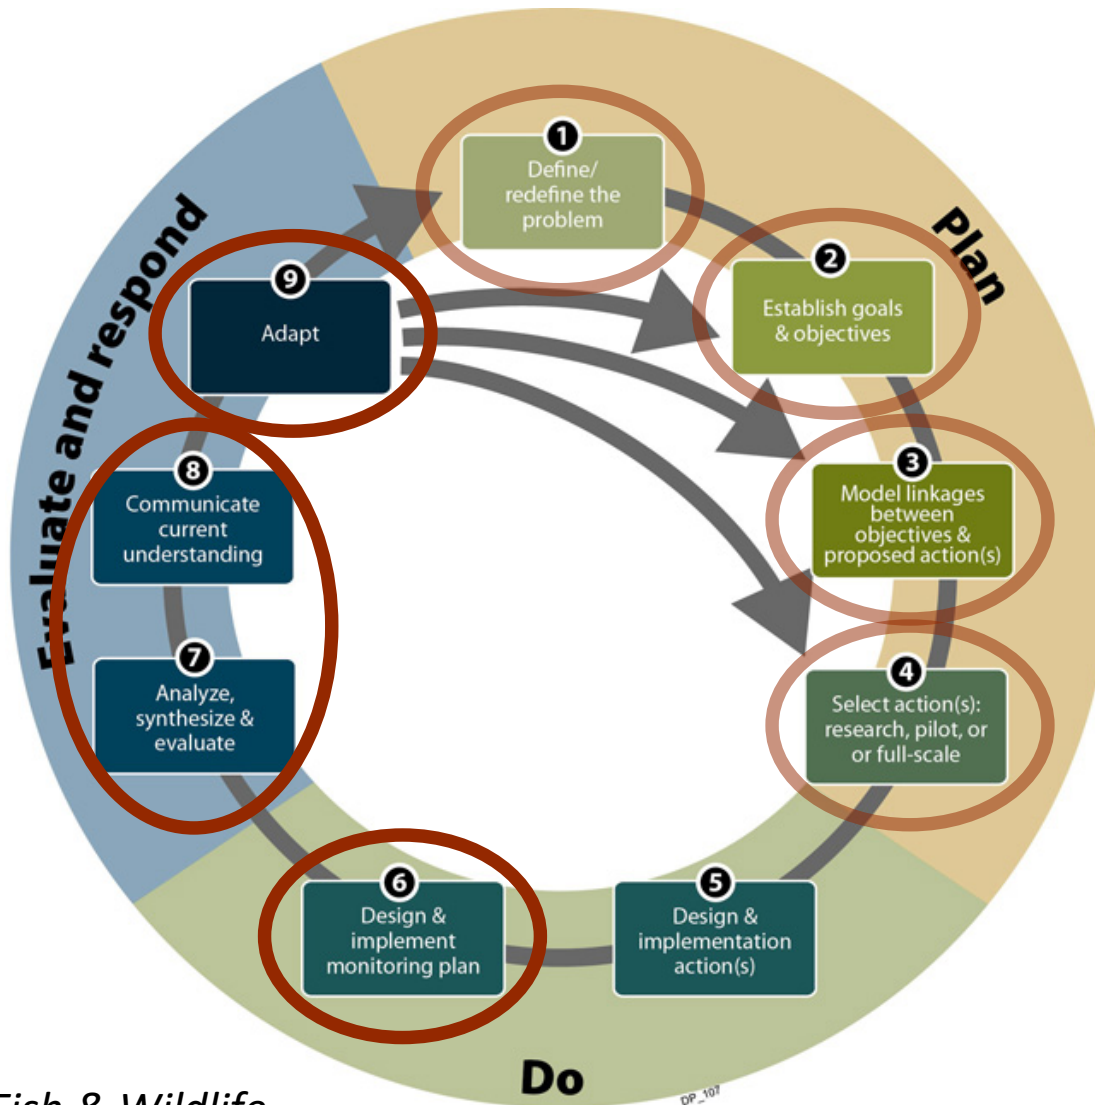 1
Define/
redefine the
problem
2
Establish goals
& objectives
3
Model linkages
between
objectives &
proposed action(s)
4
Select action(s):
research, pilot, or
or full-scale
5
Design &
implementation
action(s)
6
Design &
implement
monitoring plan
7
Analyze,
synthesize &
evaluate
8
Communicate
current
understanding
9
Adapt
Plan
Do
Evaluate and respond
DP_107
Fish & Wildlife